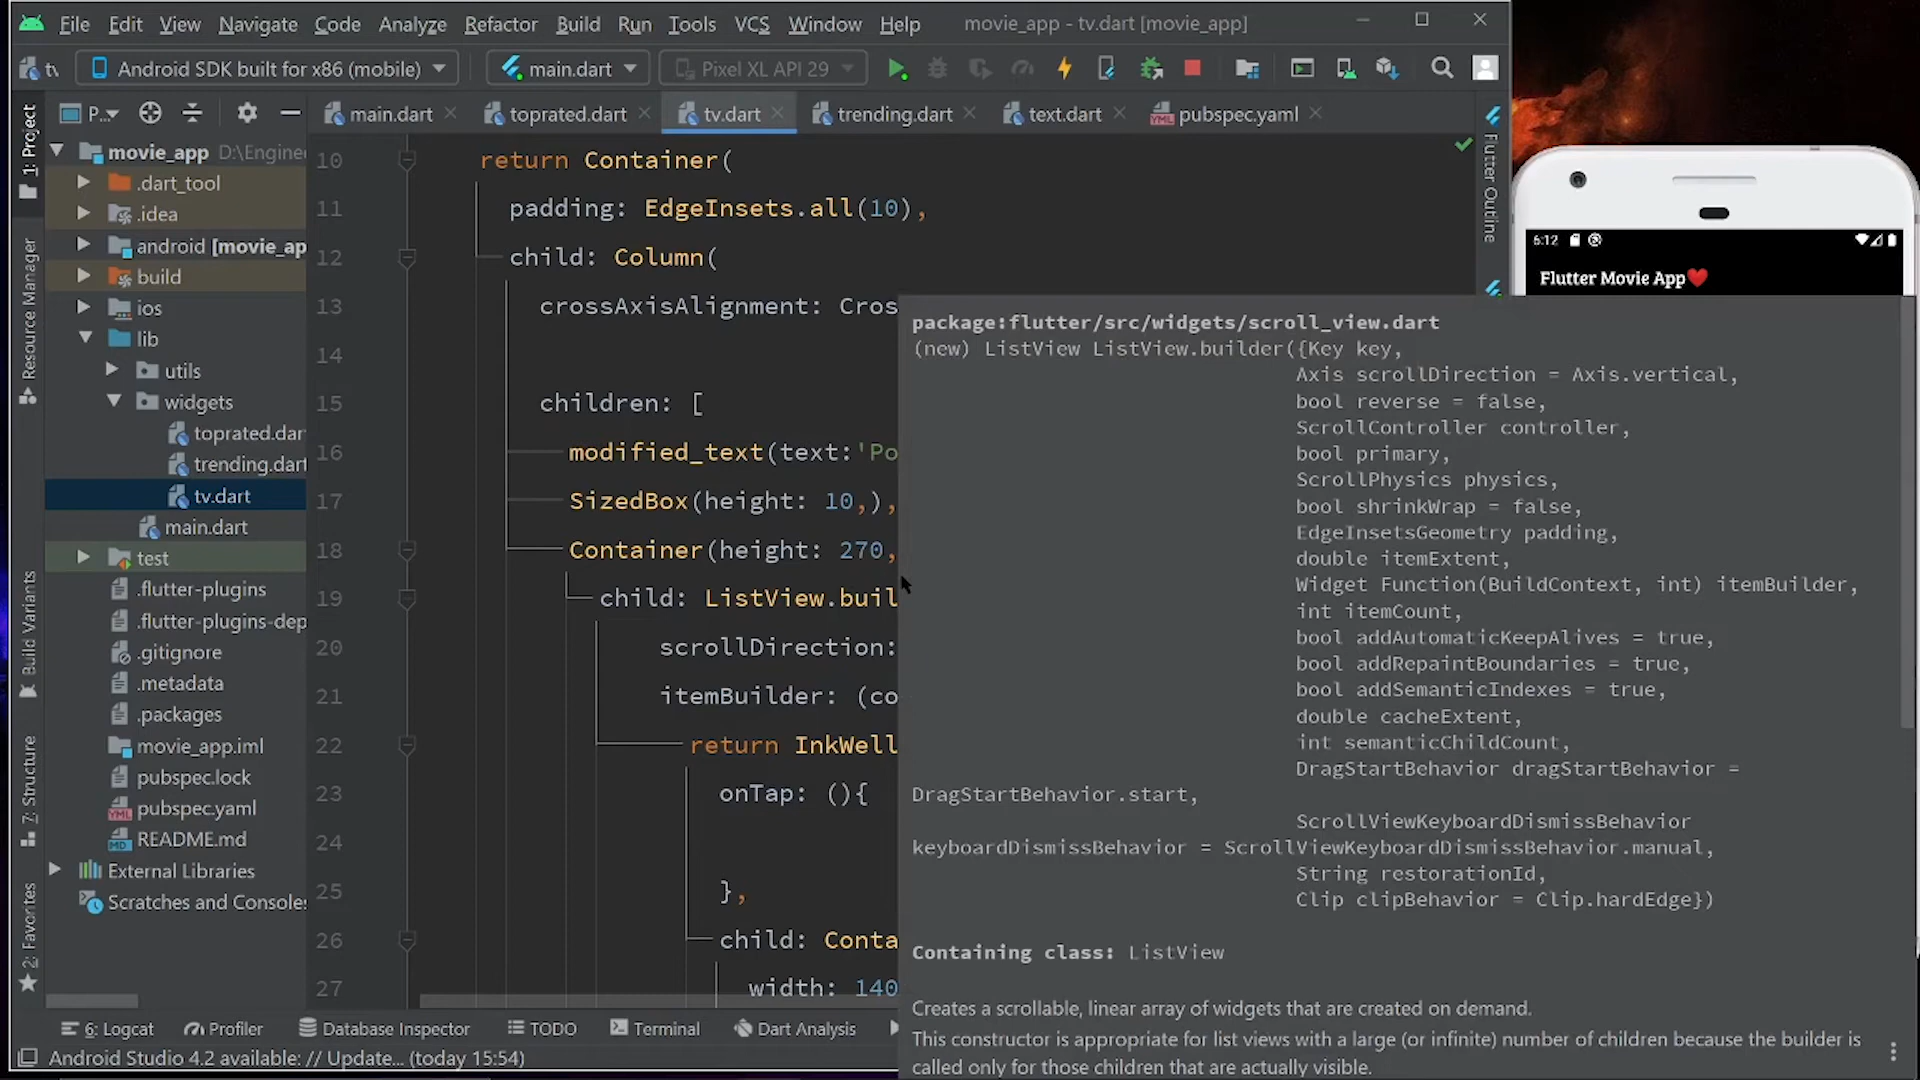 File Edit View Navigate Code Analyze Refactor Build Run Tools VCS Window Help movie_app - tv.dart [movie_app]
tv Android SDK built for x86 (mobile) main.dart Pixel XL API 29
P... main.dart toprated.dart tv.dart trending.dart text.dart pubspec.yaml
1: Project
Resource Manager
Build Variants
7: Structure
2: Favorites
movie_app D:\Enginee
.dart_tool
.idea
android [movie_ap
build
ios
lib
utils
widgets
toprated.dar
trending.dart
tv.dart
main.dart
test
.flutter-plugins
.flutter-plugins-dep
.gitignore
.metadata
.packages
movie_app.iml
pubspec.lock
pubspec.yaml
README.md
External Libraries
Scratches and Consoles
10 return Container(
11 padding: EdgeInsets.all(10),
12 child: Column(
13 crossAxisAlignment: Cros
14
15 children: [
16 modified_text(text:'Po
17 SizedBox(height: 10,),
18 Container(height: 270,
19 child: ListView.buil
20 scrollDirection:
21 itemBuilder: (co
22 return InkWell
23 onTap: (){
24
25 },
26 child: Conta
27 width: 140
package:flutter/src/widgets/scroll_view.dart
(new) ListView ListView.builder({Key key,
Axis scrollDirection = Axis.vertical,
bool reverse = false,
ScrollController controller,
bool primary,
ScrollPhysics physics,
bool shrinkWrap = false,
EdgeInsetsGeometry padding,
double itemExtent,
Widget Function(BuildContext, int) itemBuilder,
int itemCount,
bool addAutomaticKeepAlives = true,
bool addRepaintBoundaries = true,
bool addSemanticIndexes = true,
double cacheExtent,
int semanticChildCount,
DragStartBehavior dragStartBehavior =
DragStartBehavior.start,
ScrollViewKeyboardDismissBehavior
keyboardDismissBehavior = ScrollViewKeyboardDismissBehavior.manual,
String restorationId,
Clip clipBehavior = Clip.hardEdge})
Containing class: ListView
Creates a scrollable, linear array of widgets that are created on demand.
This constructor is appropriate for list views with a large (or infinite) number of children because the builder is
called only for those children that are actually visible.
Flutter Outline
6:12
Flutter Movie App❤️
6: Logcat Profiler Database Inspector TODO Terminal Dart Analysis
Android Studio 4.2 available: // Update... (today 15:54)